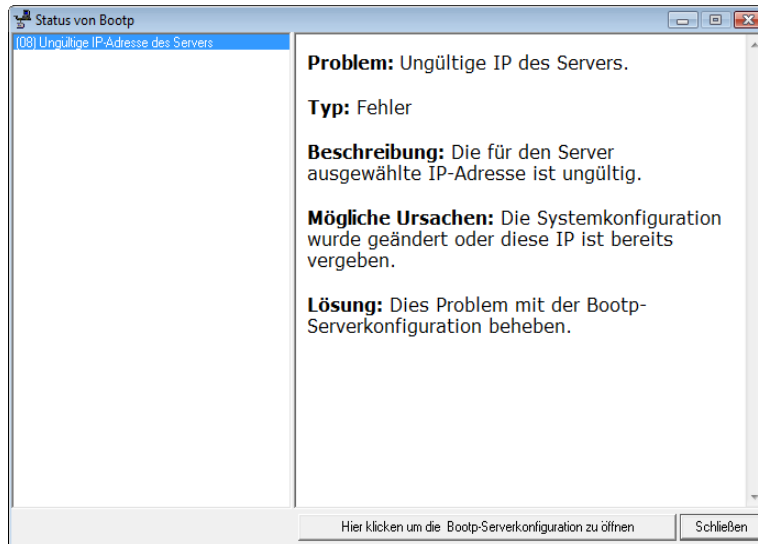 Status von Bootp
(08) Ungültige IP-Adresse des Servers
Problem: Ungültige IP des Servers.
Typ: Fehler
Beschreibung: Die für den Server
ausgewählte IP-Adresse ist ungültig.
Mögliche Ursachen: Die Systemkonfiguration
wurde geändert oder diese IP ist bereits
vergeben.
Lösung: Dies Problem mit der Bootp-
Serverkonfiguration beheben.
Hier klicken um die Bootp-Serverkonfiguration zu öffnen
Schließen